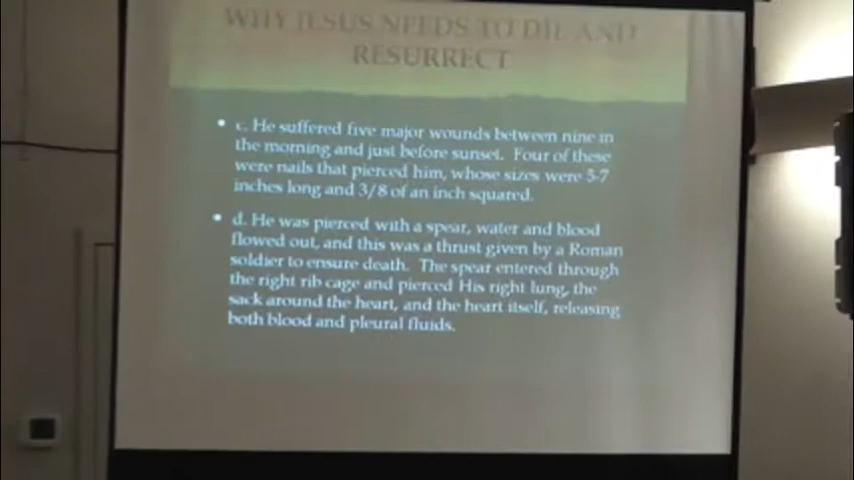 WHY JESUS NEEDS TO DIE AND
RESURRECT
• c. He suffered five major wounds between nine in
the morning and just before sunset. Four of these
were nails that pierced him, whose sizes were 5-7
inches long and 3/8 of an inch squared.
• d. He was pierced with a spear, water and blood
flowed out, and this was a thrust given by a Roman
soldier to ensure death. The spear entered through
the right rib cage and pierced His right lung, the
sack around the heart, and the heart itself, releasing
both blood and pleural fluids.